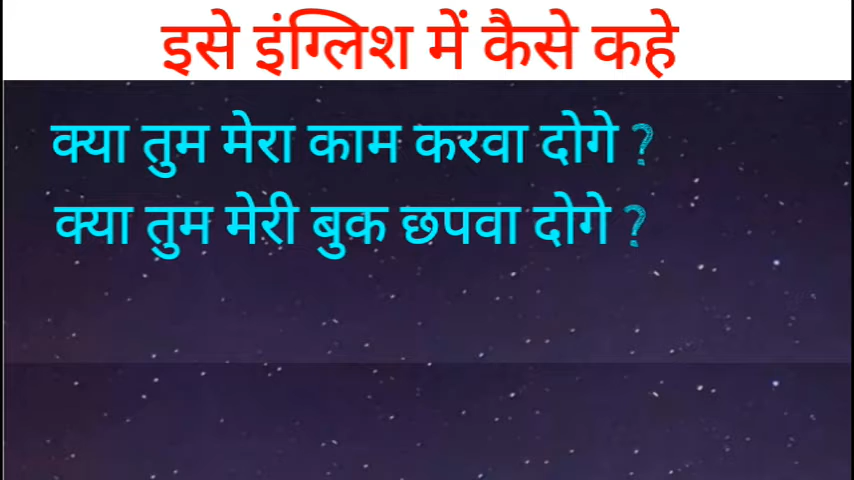 इसे इंग्लिश में कैसे कहे
क्या तुम मेरा काम करवा दोगे ?
क्या तुम मेरी बुक छपवा दोगे ?